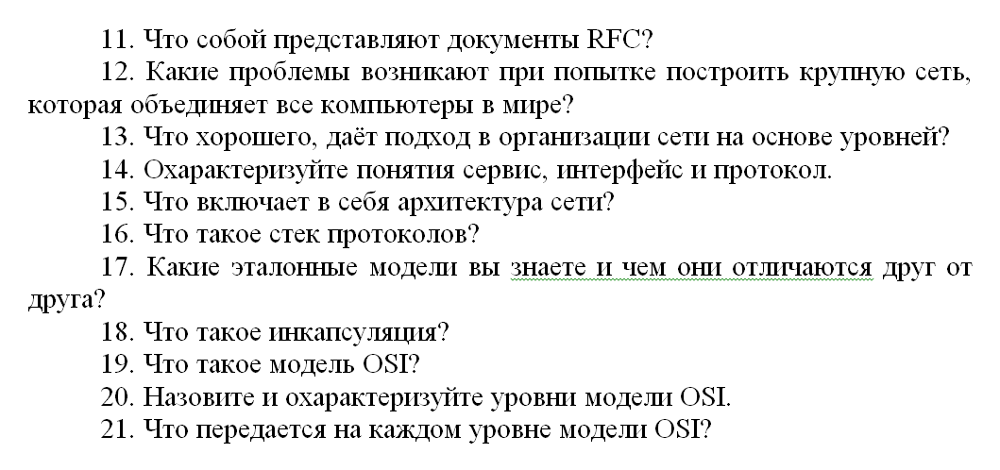 11. Что собой представляют документы RFC?
12. Какие проблемы возникают при попытке построить крупную сеть,
которая объединяет все компьютеры в мире?
13. Что хорошего, даёт подход в организации сети на основе уровней?
14. Охарактеризуйте понятия сервис, интерфейс и протокол.
15. Что включает в себя архитектура сети?
16. Что такое стек протоколов?
17. Какие эталонные модели вы знаете и чем они отличаются друг от
друга?
18. Что такое инкапсуляция?
19. Что такое модель OSI?
20. Назовите и охарактеризуйте уровни модели OSI.
21. Что передается на каждом уровне модели OSI?